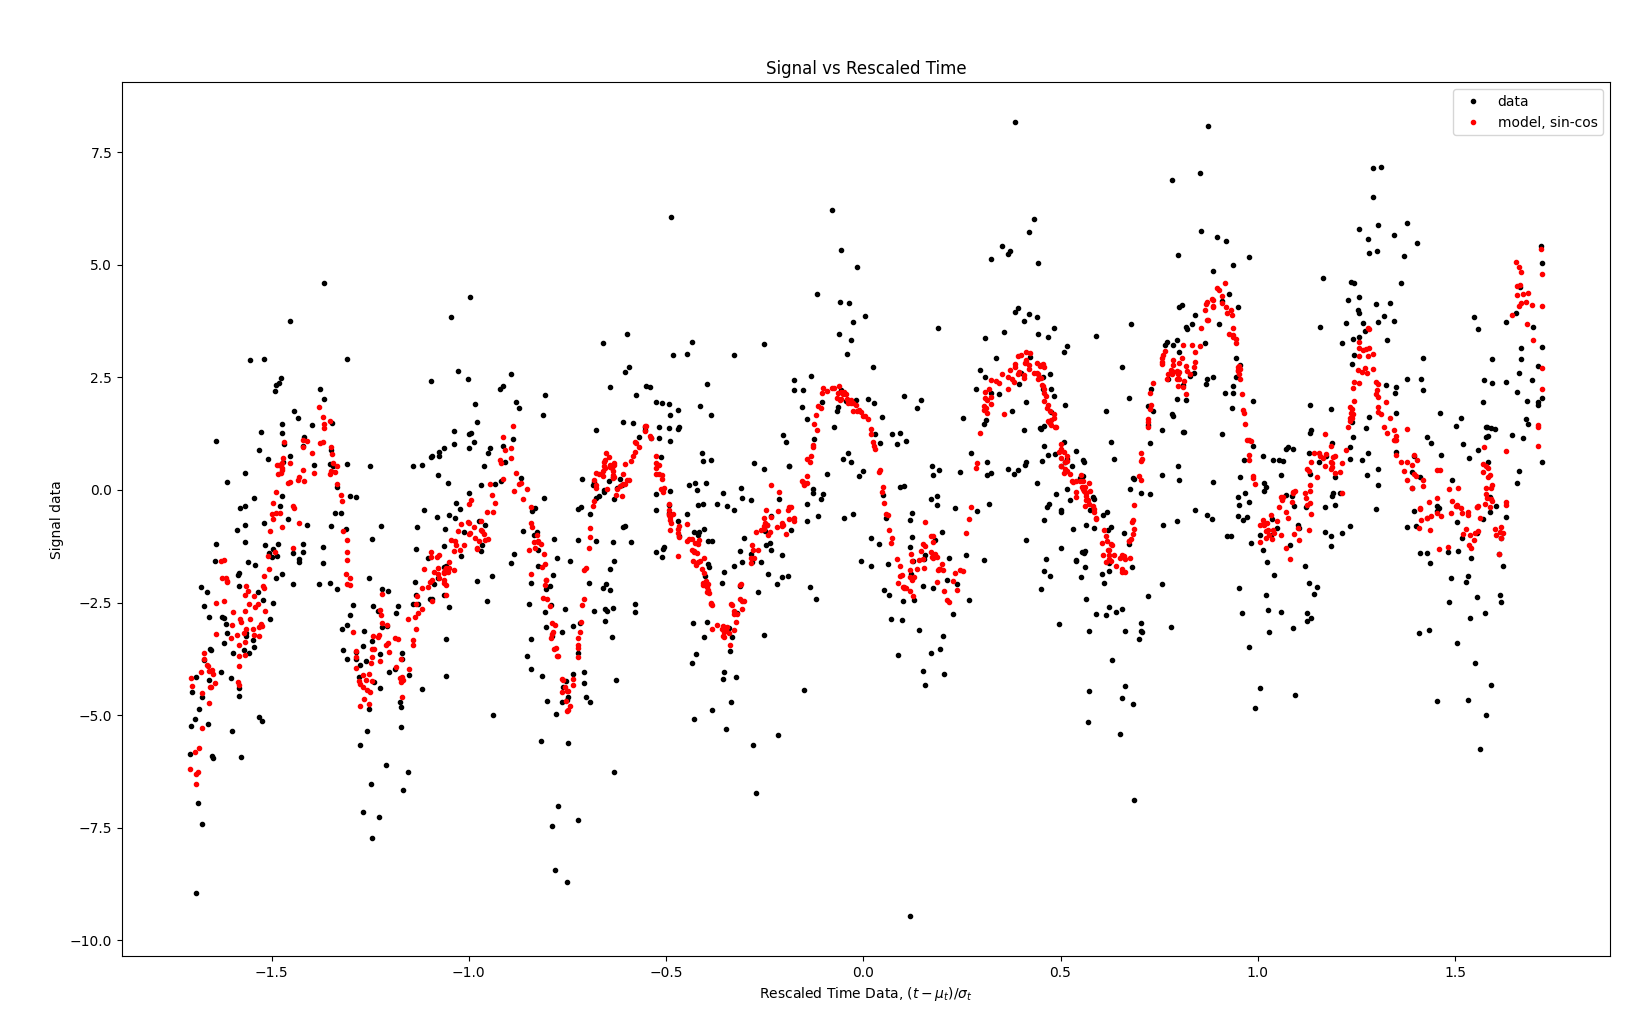 Signal vs Rescaled Time
data
model, sin-cos
7.5
5.0
2.5
0.0
−2.5
−5.0
−7.5
−10.0
Signal data
−1.5 −1.0 −0.5 0.0 0.5 1.0 1.5
Rescaled Time Data, (t − μₜ)/σₜ